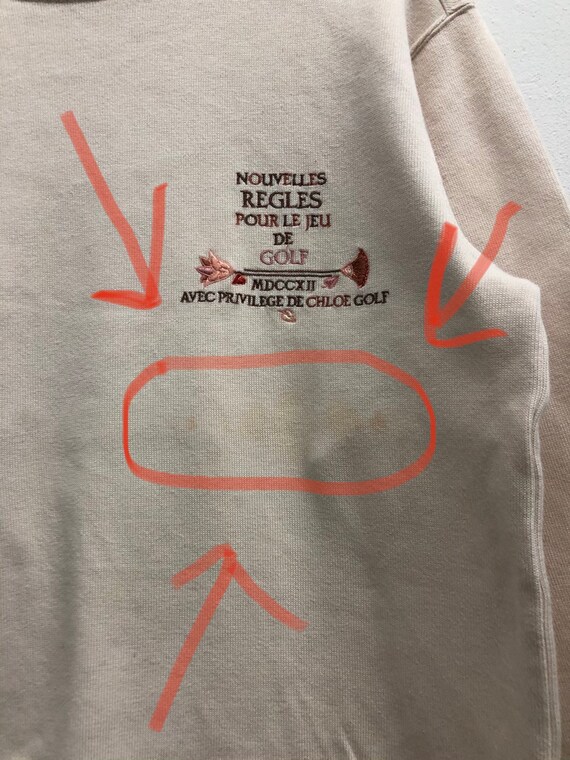 NOUVELLES
REGLES
POUR LE JEU
DE
GOLF
MDCCXII
AVEC PRIVILEGE DE CHLOE GOLF